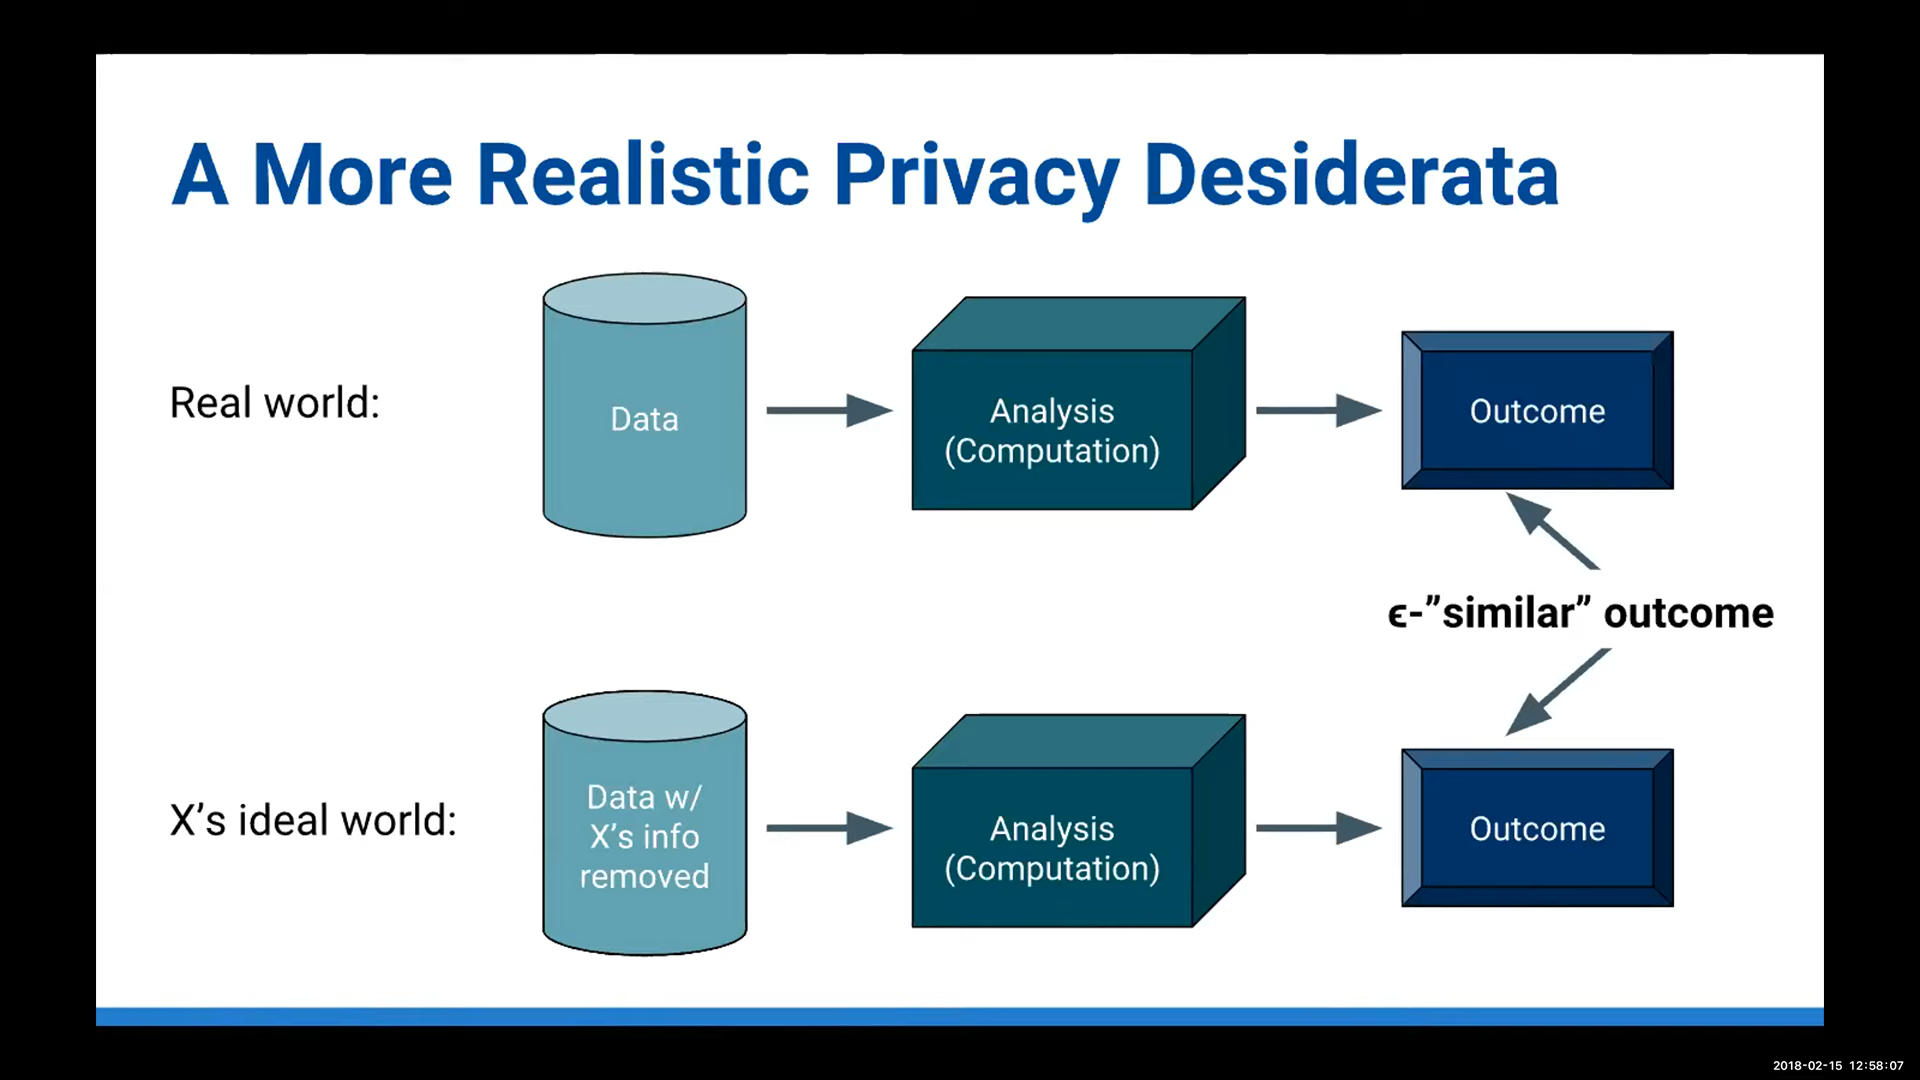 A More Realistic Privacy Desiderata
Real world:
Data
Analysis
(Computation)
Outcome
ϵ-”similar” outcome
X’s ideal world:
Data w/
X’s info
removed
Analysis
(Computation)
Outcome
2018-02-15 12:58:07